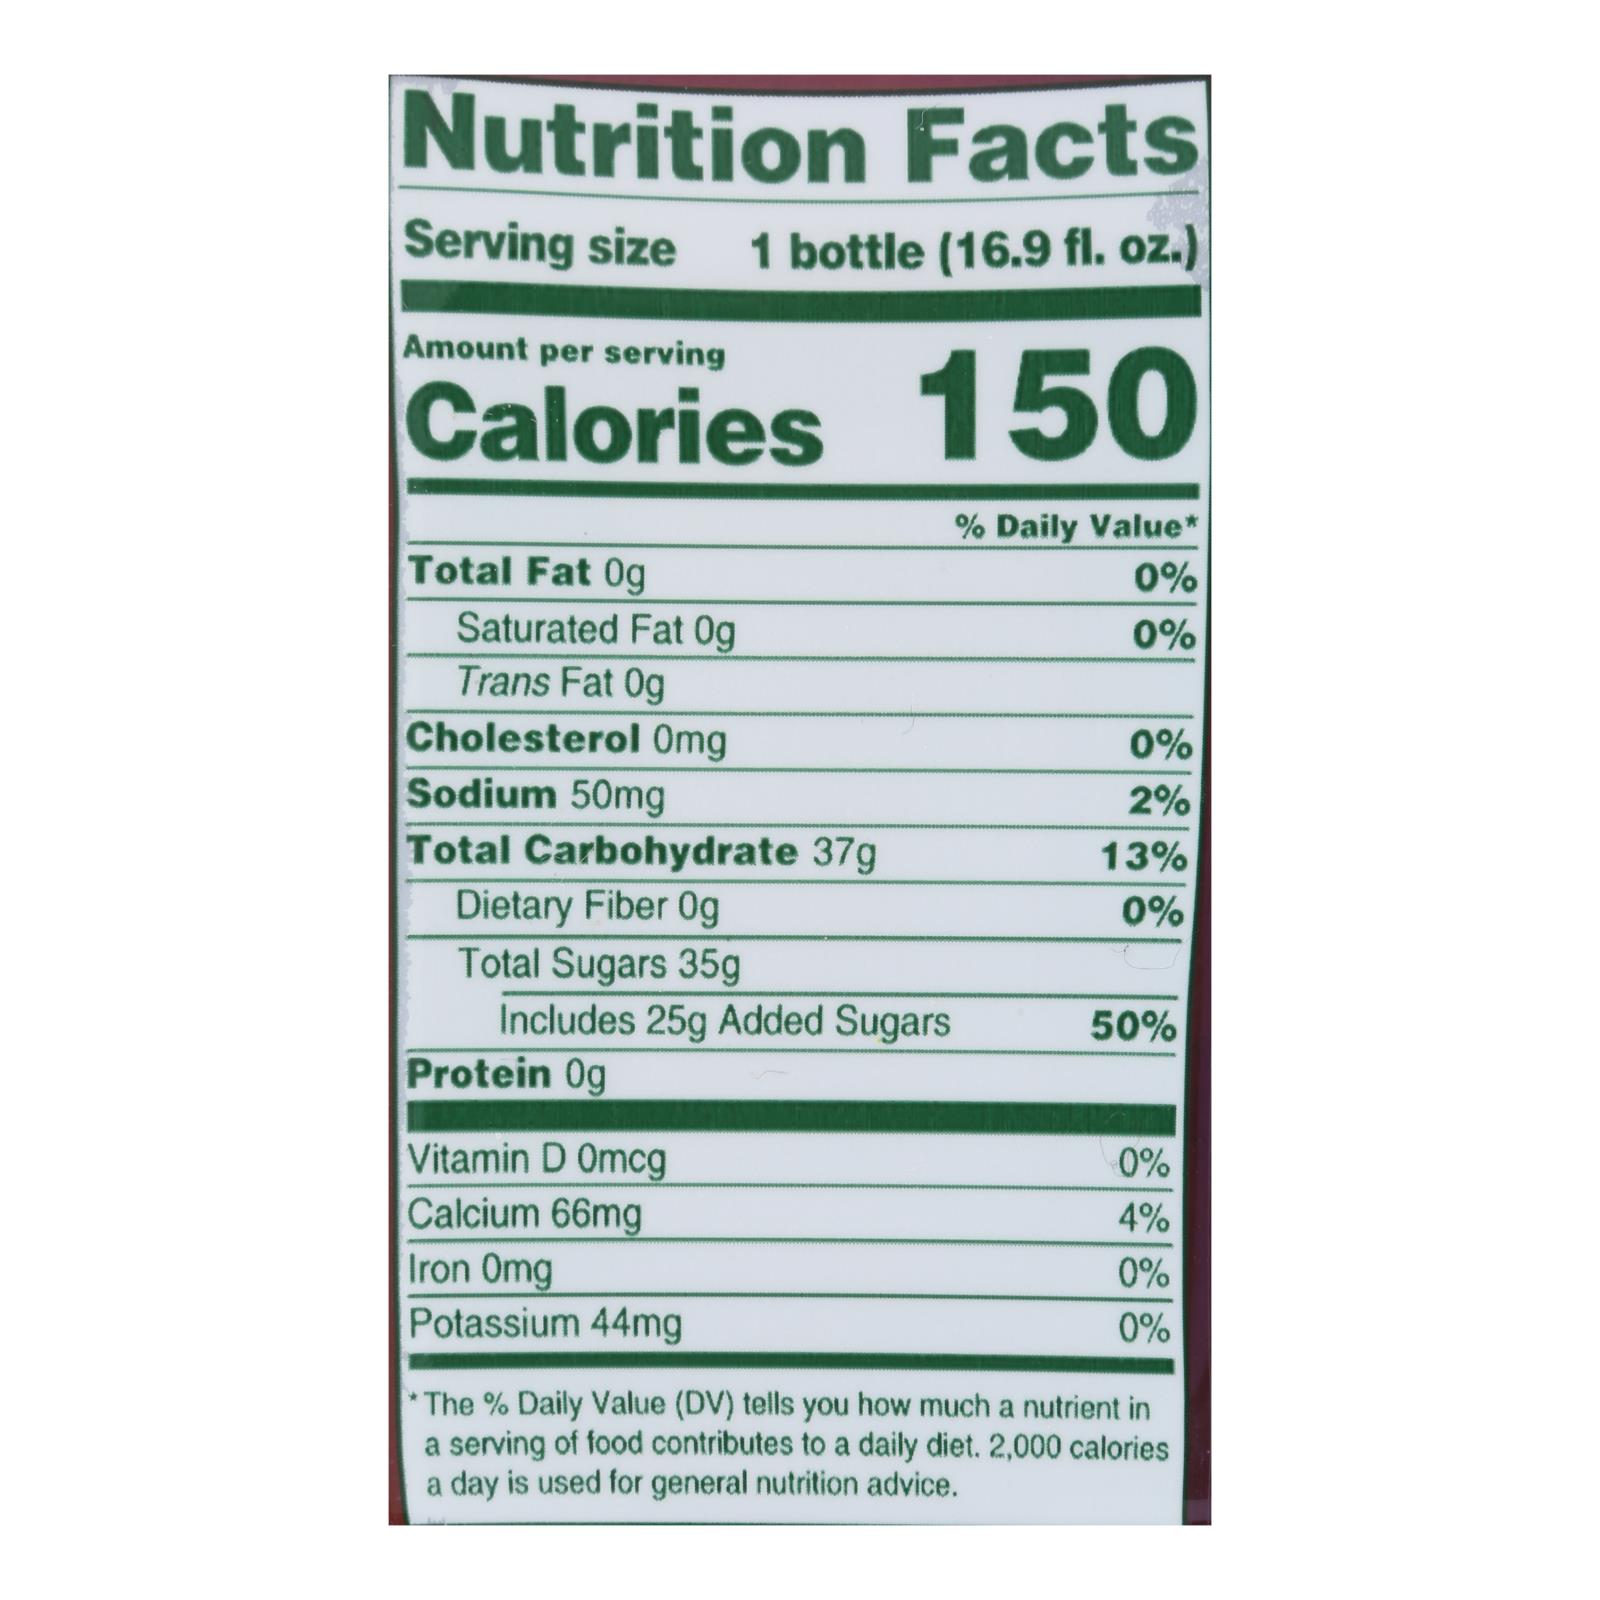 Nutrition Facts
Serving size 1 bottle (16.9 fl. oz.)
Amount per serving
Calories 150
% Daily Value*
Total Fat 0g 0%
Saturated Fat 0g 0%
Trans Fat 0g
Cholesterol 0mg 0%
Sodium 50mg 2%
Total Carbohydrate 37g 13%
Dietary Fiber 0g 0%
Total Sugars 35g
Includes 25g Added Sugars 50%
Protein 0g
Vitamin D 0mcg 0%
Calcium 66mg 4%
Iron 0mg 0%
Potassium 44mg 0%
* The % Daily Value (DV) tells you how much a nutrient in
a serving of food contributes to a daily diet. 2,000 calories
a day is used for general nutrition advice.